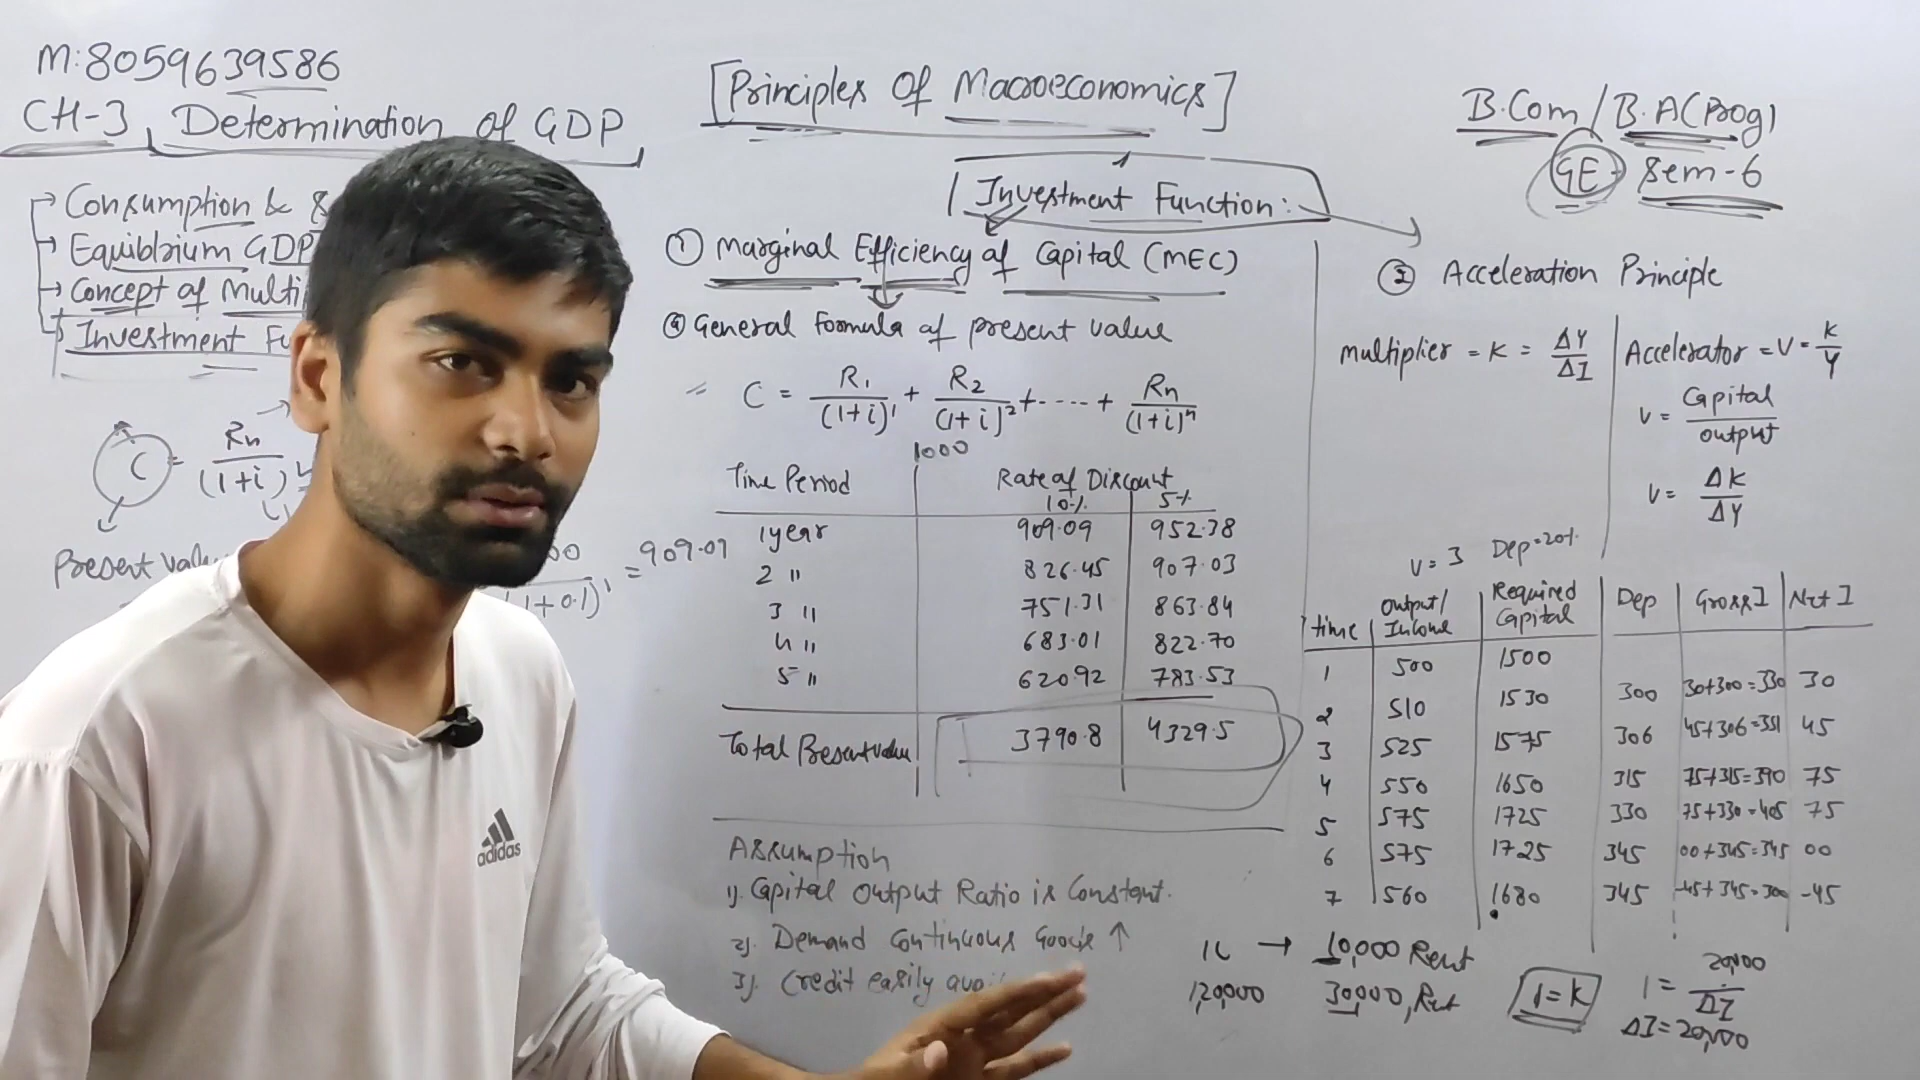 M:8059639586
CH-3, Determination of GDP
Consumption &
Equiblrium GDP
Concept of Multi
Investment Fu
C = Rn / (1+i)
Present value
= 909.09
1+0.1)'
[Principles Of Macroeconomics]
Investment Function:
① Marginal Efficiency of Capital (MEC)
General Formula of present value
C = R1 / (1+i)^1 + R2 / (1+i)^2 + ---- + Rn / (1+i)^n
1000
Time Period | Rate of Discount
10% | 5%
1 year 909.09 952.38
2 " 826.45 907.03
3 " 751.31 863.84
4 " 683.01 822.70
5 " 62092 783.53
Total Present value 3790.8 4329.5
Assumption
1). Capital Output Ratio is Constant.
2). Demand Continuous Goods ↑
3). Credit easily
adidas
B.Com/B.A(Prog)
GE - Sem-6
② Acceleration Principle
multiplier = K = ΔY / ΔI
Accelerator = V = K / Y
V = Capital / output
V = ΔK / ΔY
V = 3 Dep=20%
time | Output/ Income | Required Capital | Dep | Gross I | Net I
1 500 1500
2 510 1530 300 30+300=330 30
3 525 1575 306 45+306=351 45
4 550 1650 315 75+315=390 75
5 575 1725 330 75+330=405 75
6 575 1725 345 00+345=345 00
7 560 1680 345 -45+345=300 -45
→ 10,000 Rent
1,20,000 30,000, Rent
1=K
1 = 20,000 / ΔI
ΔI = 20,000